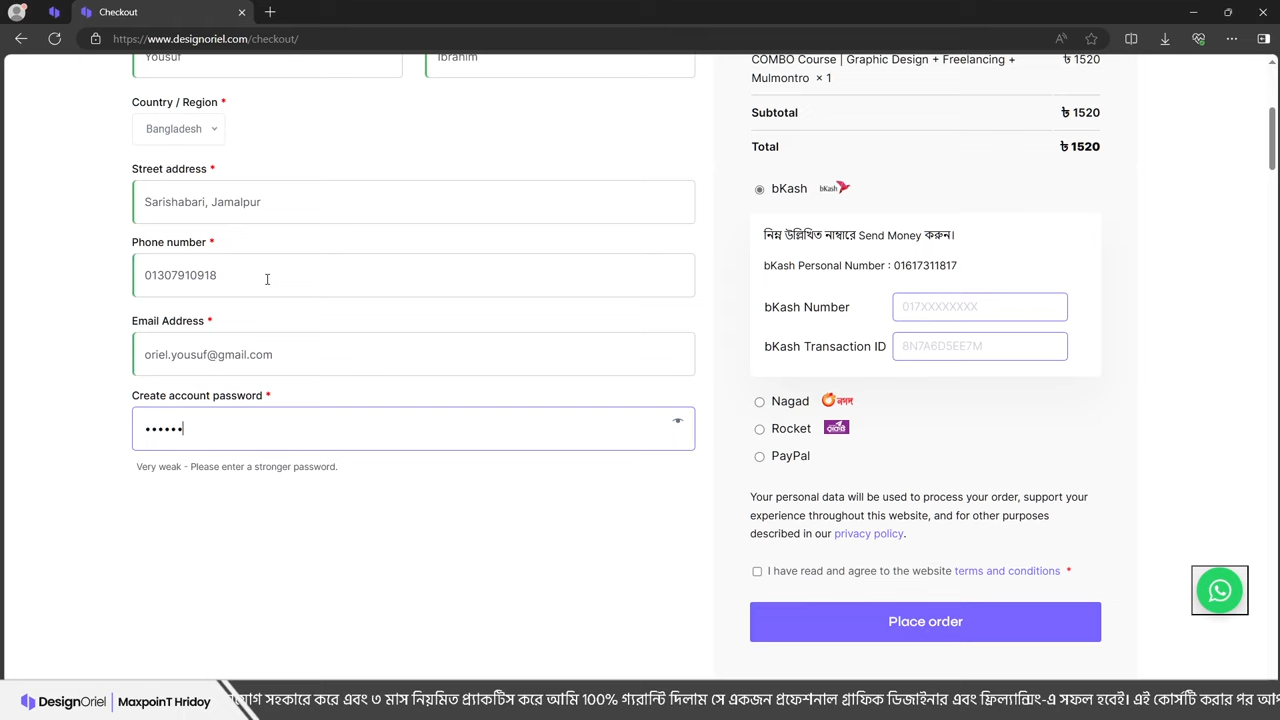 Checkout
https://www.designoriel.com/checkout/
Yousuf
Ibrahim
Country / Region *
Bangladesh
Street address *
Sarishabari, Jamalpur
Phone number *
01307910918
Email Address *
oriel.yousuf@gmail.com
Create account password *
••••••
Very weak - Please enter a stronger password.
COMBO Course | Graphic Design + Freelancing +
Mulmontro × 1
৳ 1520
Subtotal
৳ 1520
Total
৳ 1520
bKash
bKash
নিম্ন উল্লিখিত নাম্বারে Send Money করুন।
bKash Personal Number : 01617311817
bKash Number
017XXXXXXXX
bKash Transaction ID
8N7A6D5EE7M
Nagad
নগদ
Rocket
PayPal
Your personal data will be used to process your order, support your
experience throughout this website, and for other purposes
described in our privacy policy.
I have read and agree to the website terms and conditions *
Place order
DesignOriel | MaxpoinT Hridoy
সহকারে করে এবং ৩ মাস নিয়মিত প্র্যাকটিস করে আমি 100% গ্যারান্টি দিলাম সে একজন প্রফেশনাল গ্রাফিক ডিজাইনার এবং ফ্রিল্যান্সিং-এ সফল হবেই। এই কোর্সটি করার পর